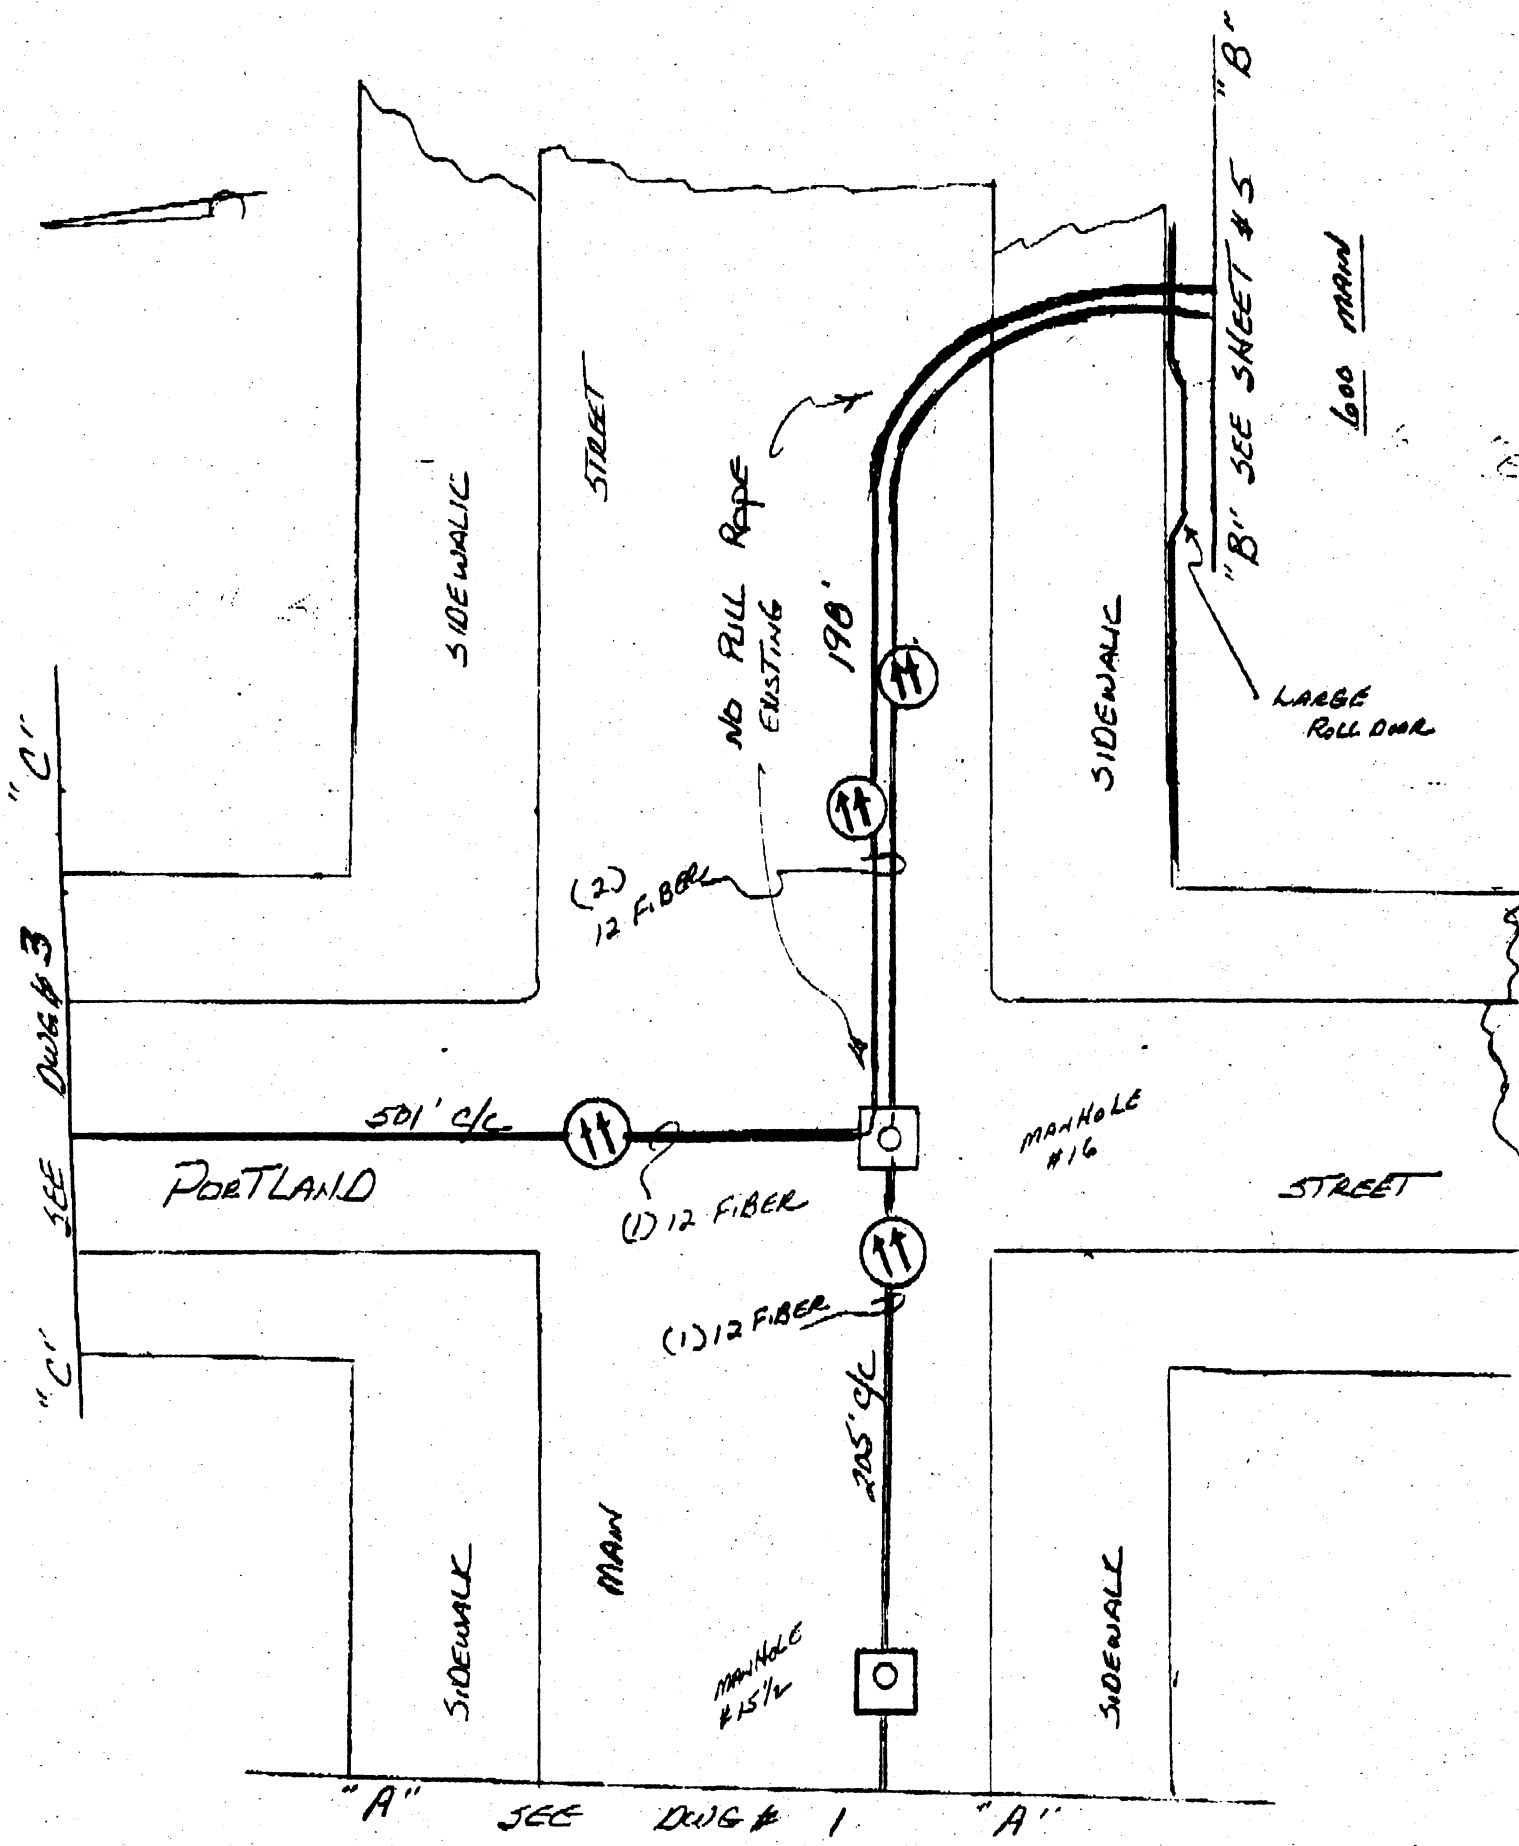 "B" SEE SHEET #5 "B"
600 MAIN
SIDEWALK
STREET
NO PULL ROPE
EXISTING
198'
SIDEWALK
LARGE
ROLL DOOR
(2)
12 FIBER
"C" SEE DWG #3 "C"
501' C/C
PORTLAND
(1) 12 FIBER
MANHOLE
#16
STREET
(1) 12 FIBER
205' C/C
SIDEWALK
MAIN
MANHOLE
#15 1/2
SIDEWALK
"A" SEE DWG # 1 "A"